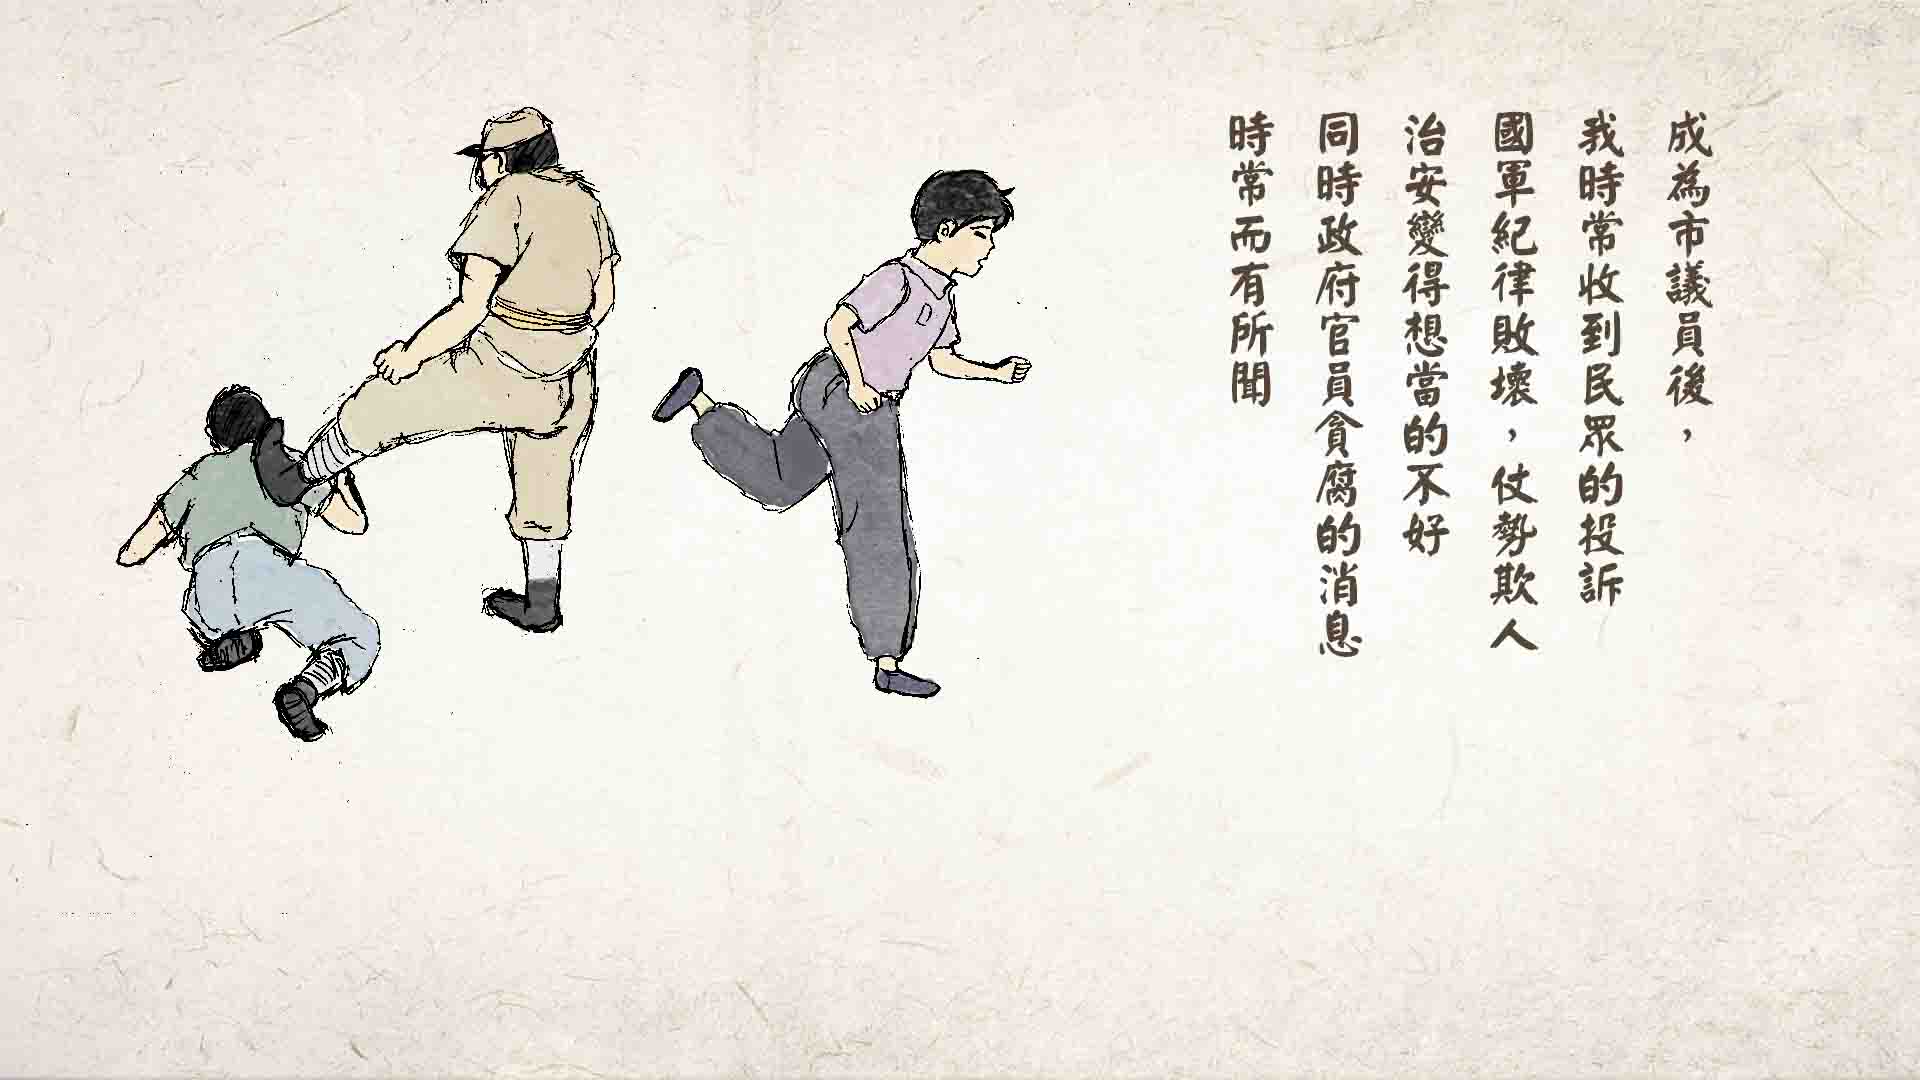 成為市議員後，
我時常收到民眾的投訴
國軍紀律敗壞，仗勢欺人
治安變得想當的不好
同時政府官員貪腐的消息
時常而有所聞